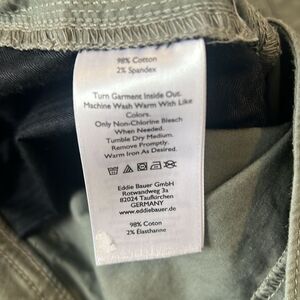 98% Cotton
2% Spandex
Turn Garment Inside Out.
Machine Wash Warm With Like
Colors.
Only Non-Chlorine Bleach
When Needed.
Tumble Dry Medium.
Remove Promptly.
Warm Iron As Desired.
Eddie Bauer GmbH
Rotwandweg 3a
82024 Taufkirchen
GERMANY
www.eddiebauer.de
98% Coton
2% Elasthanne